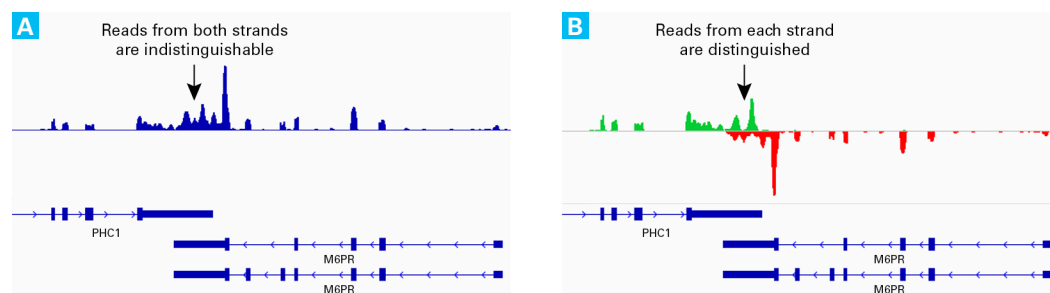 A
Reads from both strands
are indistinguishable
PHC1
M6PR
M6PR
B
Reads from each strand
are distinguished
PHC1
M6PR
M6PR